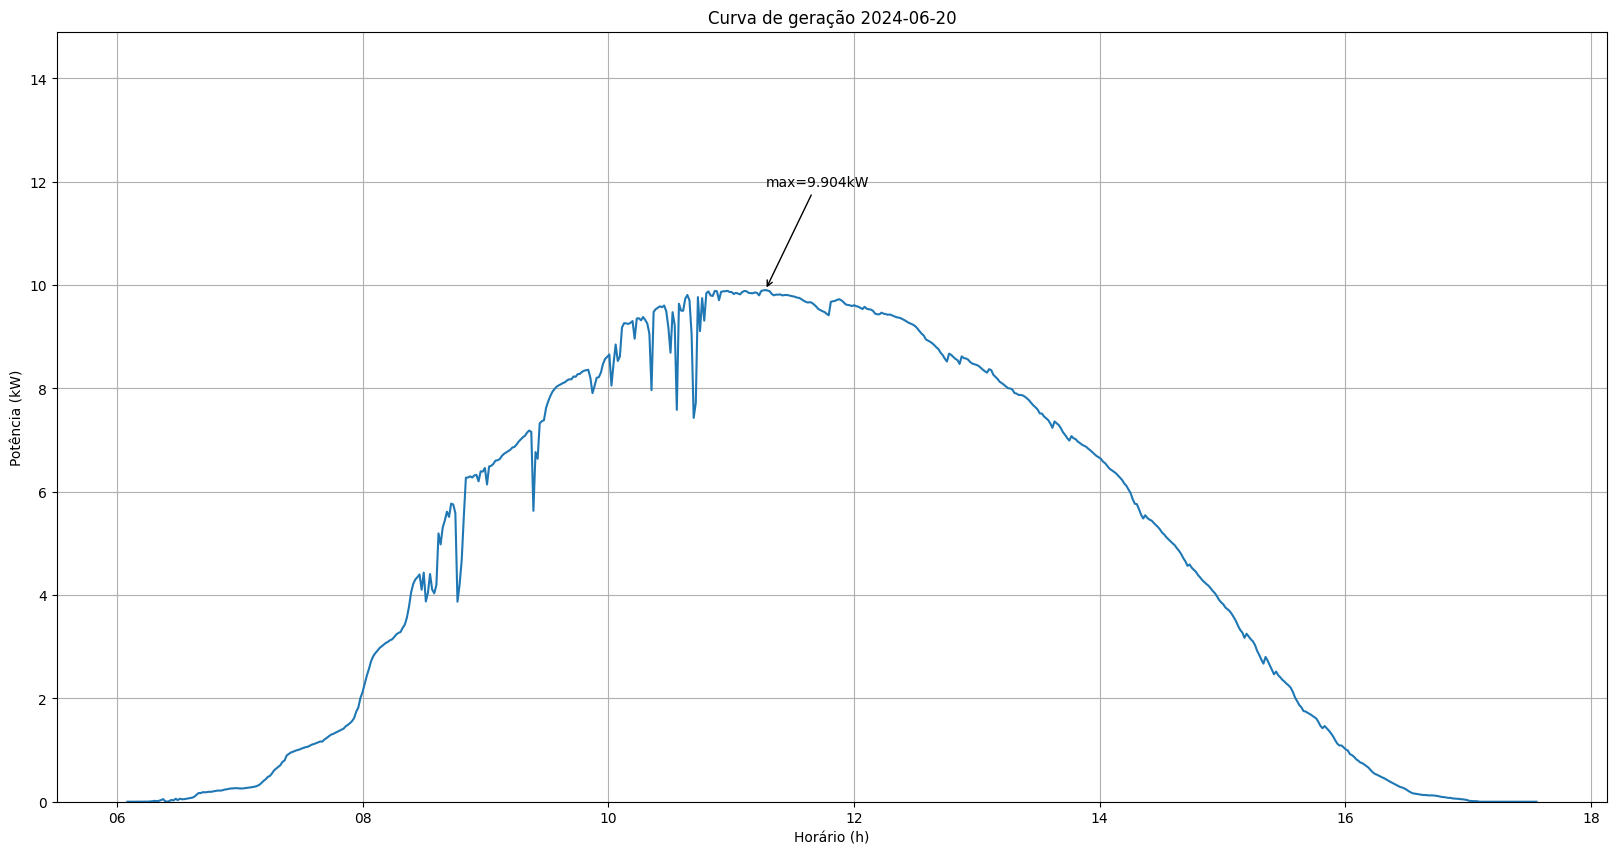 Curva de geração 2024-06-20
14
12
10
8
6
4
2
0
Potência (kW)
max=9.904kW
06 08 10 12 14 16 18
Horário (h)